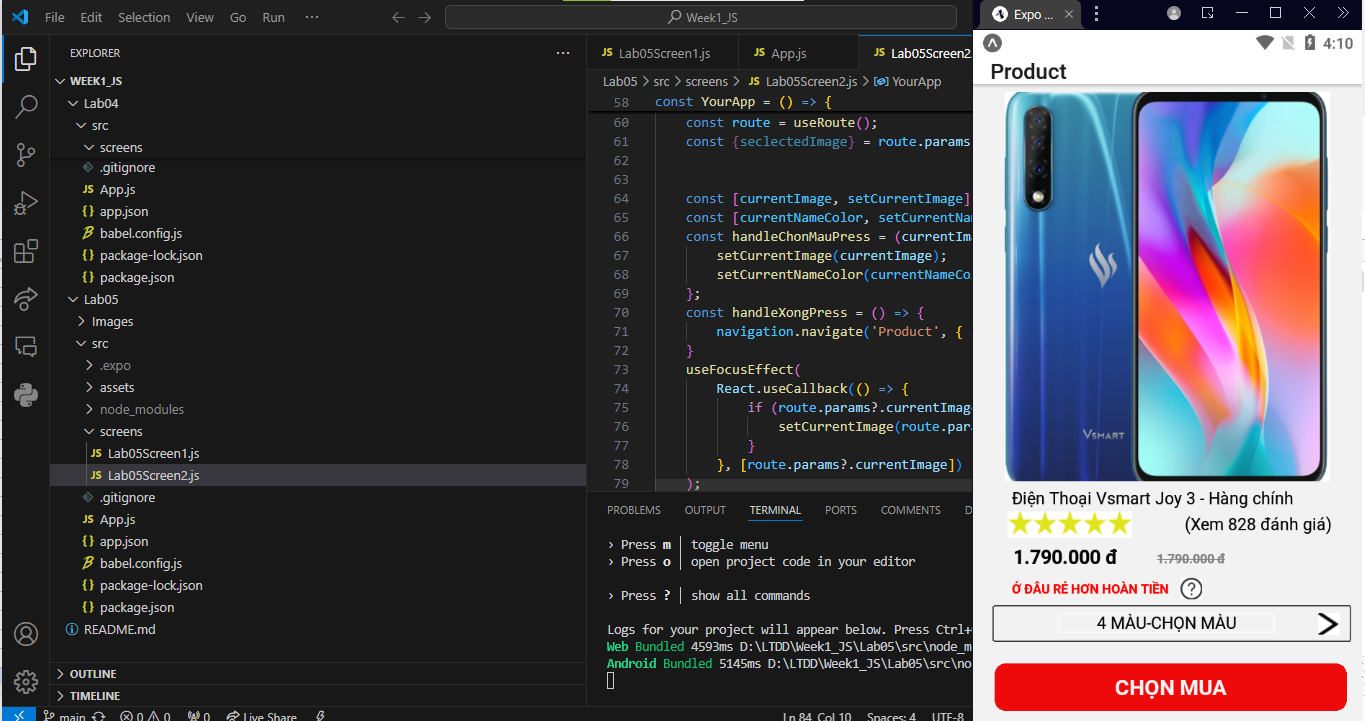 File Edit Selection View Go Run ··· Week1_JS
EXPLORER ···
WEEK1_JS
Lab04
src
screens
.gitignore
JS App.js
{} app.json
babel.config.js
{} package-lock.json
{} package.json
Lab05
Images
src
.expo
assets
node_modules
screens
JS Lab05Screen1.js
JS Lab05Screen2.js
.gitignore
JS App.js
{} app.json
babel.config.js
{} package-lock.json
{} package.json
README.md
OUTLINE
TIMELINE
JS Lab05Screen1.js JS App.js JS Lab05Screen2
Lab05 > src > screens > JS Lab05Screen2.js > YourApp
58 const YourApp = () => {
60 const route = useRoute();
61 const {seclectedImage} = route.params
62
63
64 const [currentImage, setCurrentImage]
65 const [currentNameColor, setCurrentNa
66 const handleChonMauPress = (currentIm
67 setCurrentImage(currentImage);
68 setCurrentNameColor(currentNameCo
69 };
70 const handleXongPress = () => {
71 navigation.navigate('Product', {
72 }
73 useFocusEffect(
74 React.useCallback(() => {
75 if (route.params?.currentImage
76 setCurrentImage(route.par
77 }
78 }, [route.params?.currentImage])
79 );
PROBLEMS OUTPUT TERMINAL PORTS COMMENTS D
› Press m │ toggle menu
› Press o │ open project code in your editor
› Press ? │ show all commands
Logs for your project will appear below. Press Ctrl+
Web Bundled 4593ms D:\LTDD\Week1_JS\Lab05\src\node_m
Android Bundled 5145ms D:\LTDD\Week1_JS\Lab05\src\no
main 0 0 0 Live Share Ln 84, Col 10 Spaces: 4 UTF-8
Expo ...
4:10
Product
VSMART
Điện Thoại Vsmart Joy 3 - Hàng chính
(Xem 828 đánh giá)
1.790.000 đ 1.790.000 đ
Ở ĐÂU RẺ HƠN HOÀN TIỀN ?
4 MÀU-CHỌN MÀU
CHỌN MUA